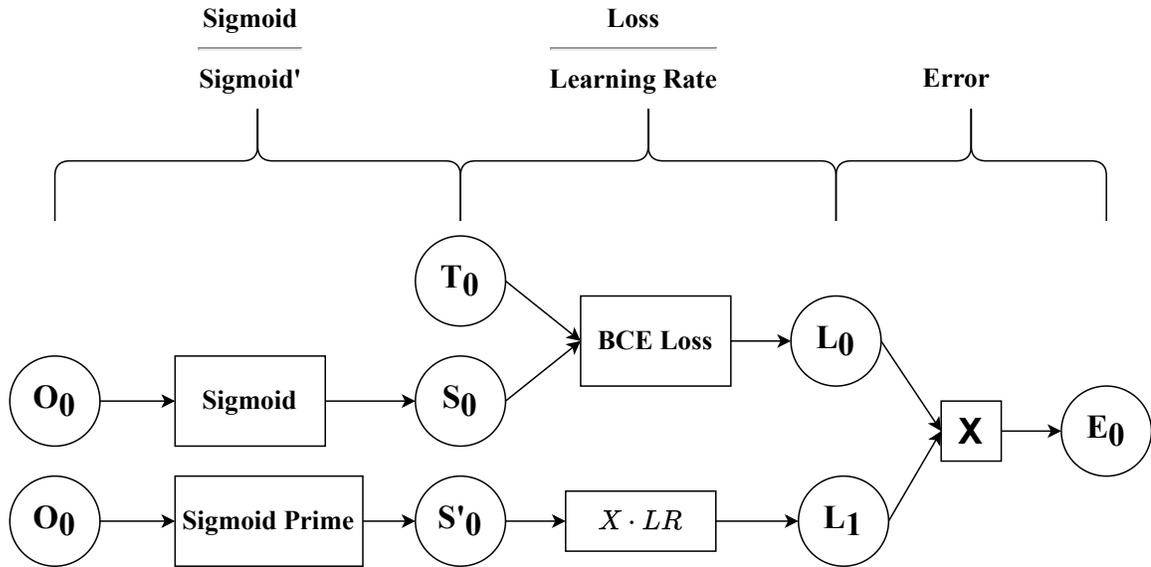 Sigmoid
Sigmoid'
Loss
Learning Rate
Error
T0
BCE Loss
L0
O0
Sigmoid
S0
X
E0
O0
Sigmoid Prime
S'0
X · LR
L1